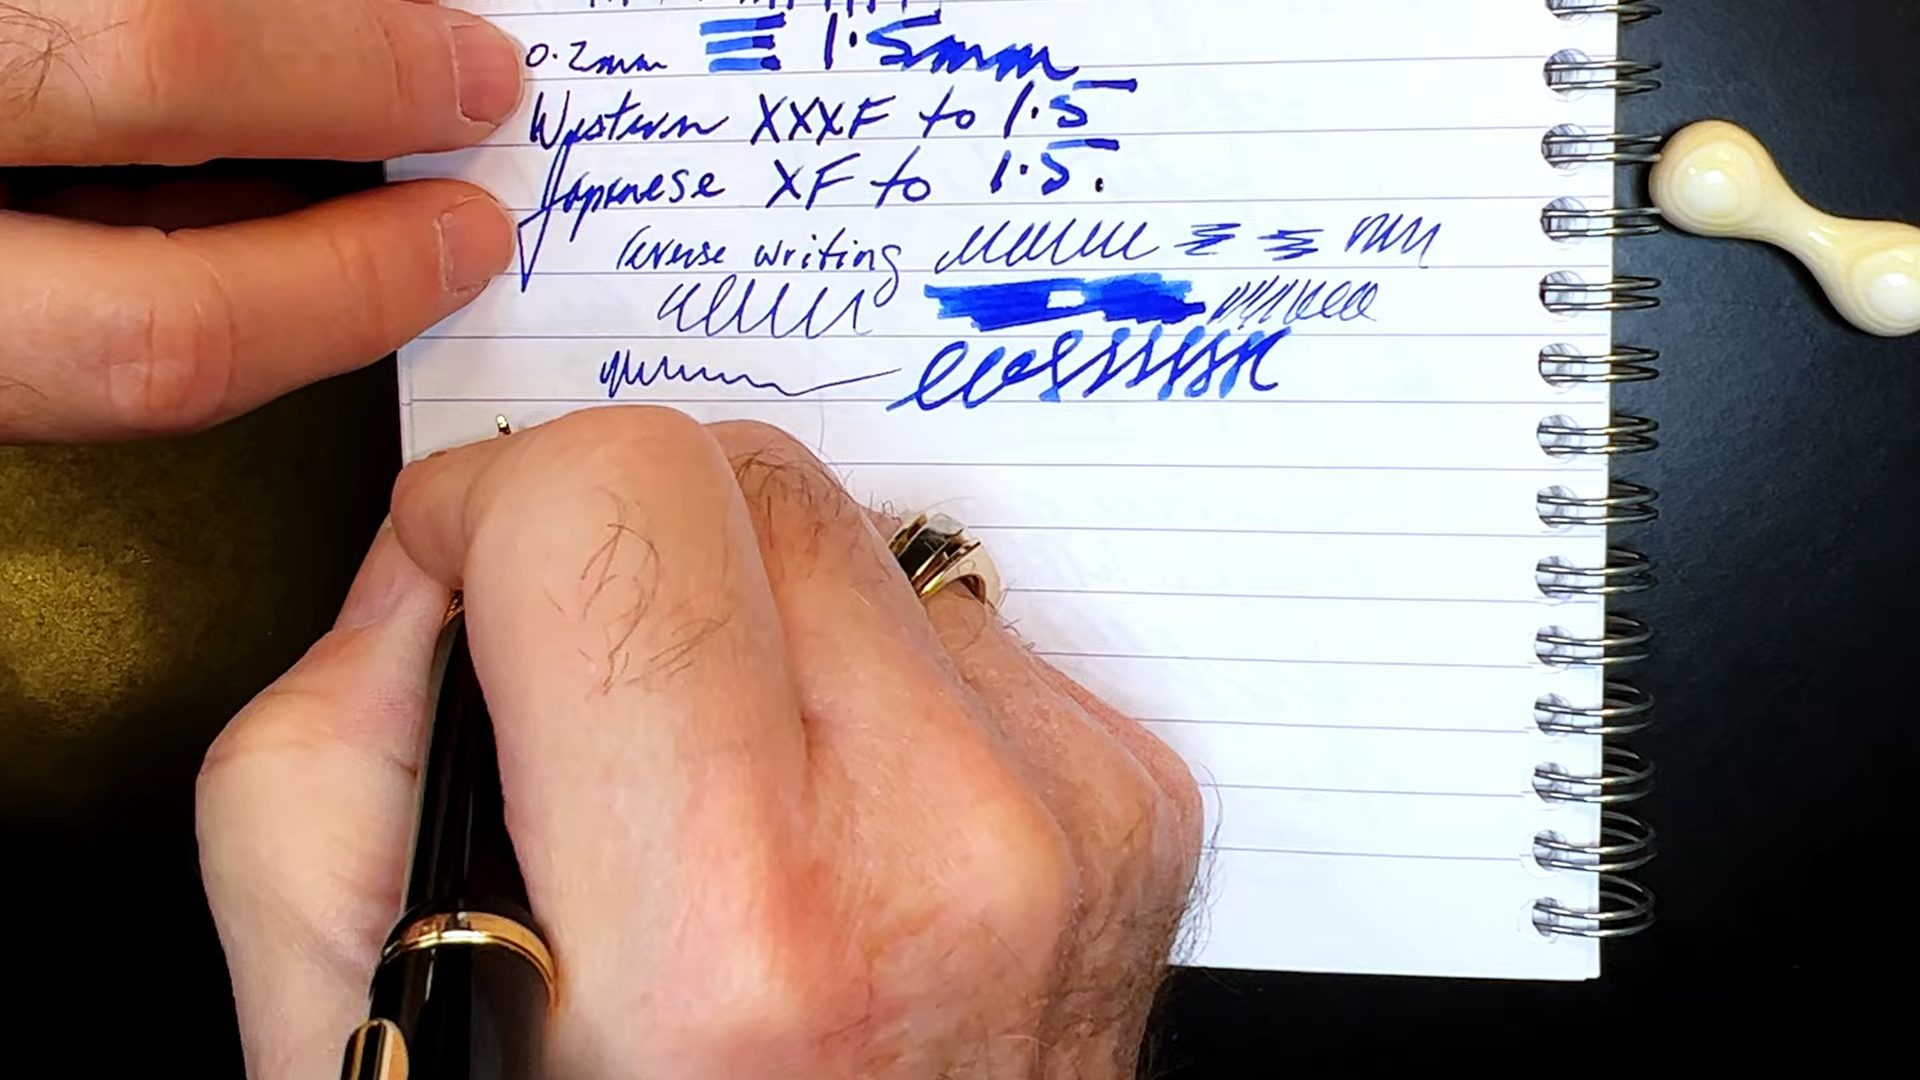 0.2mm 1.5mm
Western XXXF to 1.5
Japanese XF to 1.5.
reverse writing